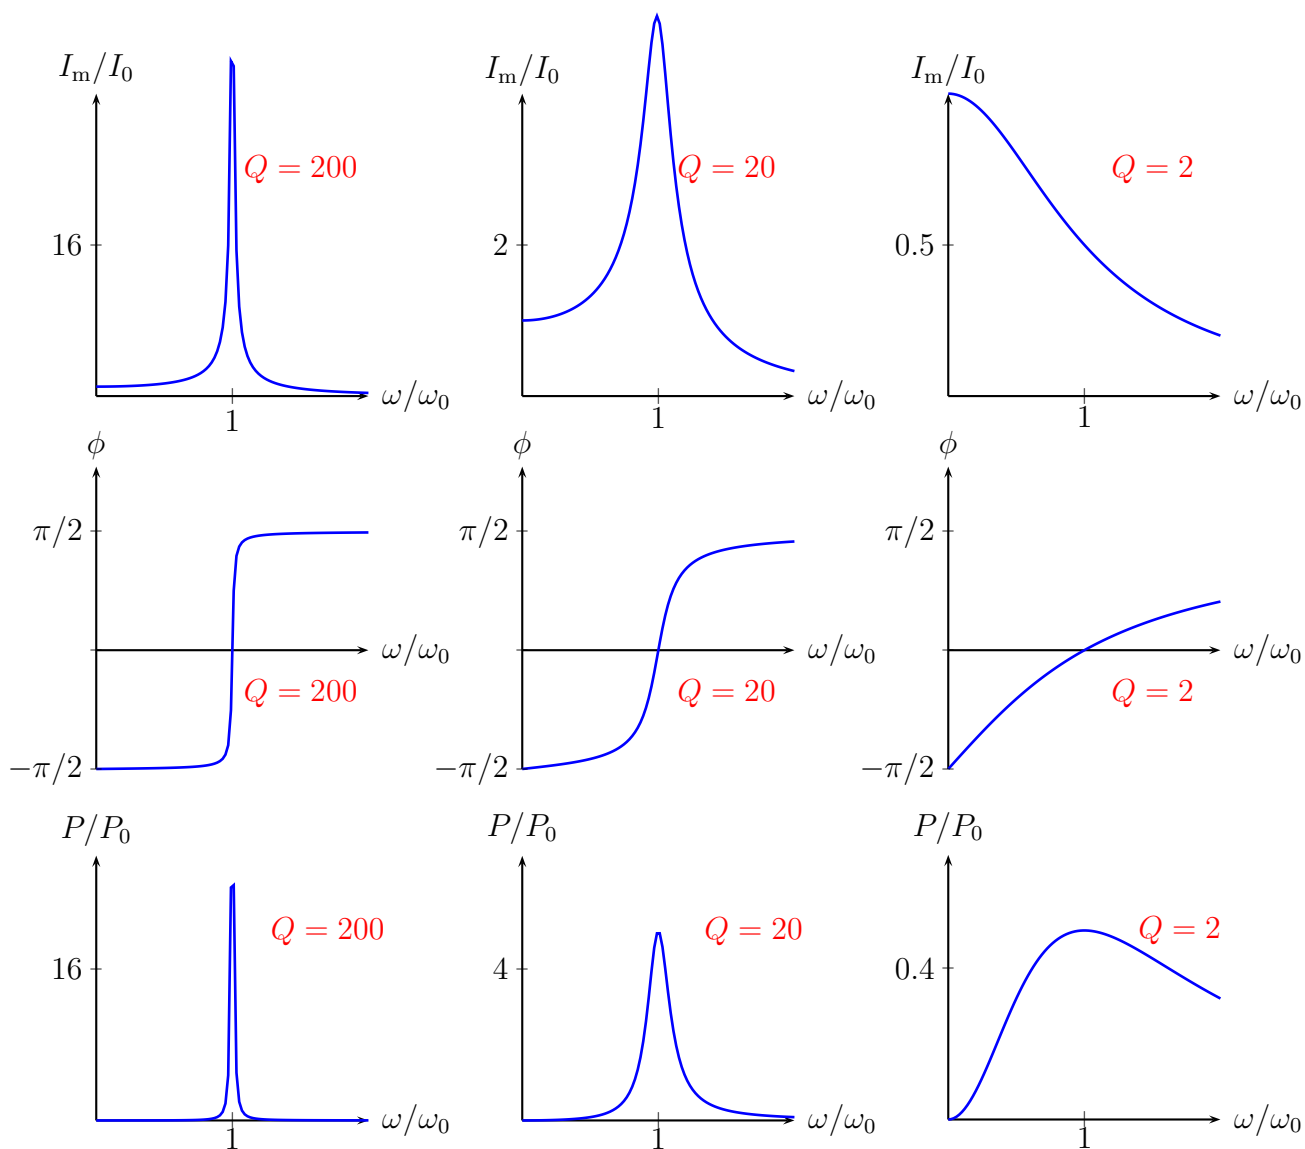 I_m/I_0 I_m/I_0 I_m/I_0
Q = 200 Q = 20 Q = 2
16 2 0.5
ω/ω_0 ω/ω_0 ω/ω_0
1 1 1
ϕ ϕ ϕ
π/2 π/2 π/2
ω/ω_0 ω/ω_0 ω/ω_0
Q = 200 Q = 20 Q = 2
−π/2 −π/2 −π/2
P/P_0 P/P_0 P/P_0
Q = 200 Q = 20 Q = 2
16 4 0.4
ω/ω_0 ω/ω_0 ω/ω_0
1 1 1